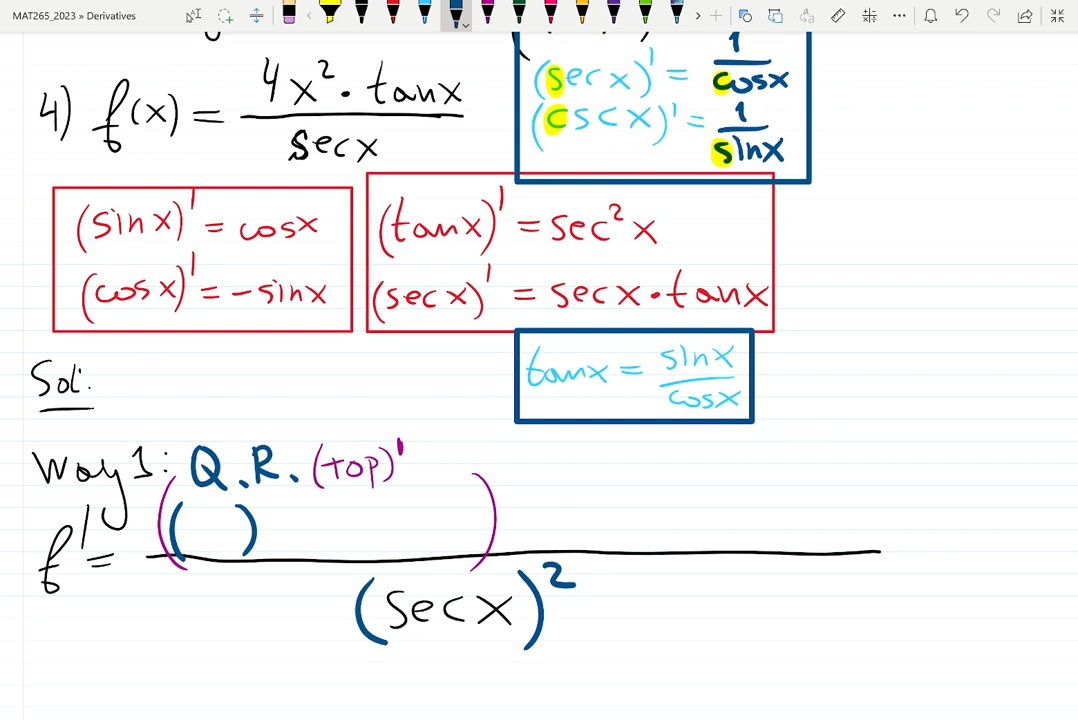 MAT265_2023 » Derivatives
4) f(x) = 4x² · tanx / secx
(secx)' = 1 / cosx
(cscx)' = 1 / sinx
(sinx)' = cosx
(cosx)' = -sinx
(tanx)' = sec²x
(secx)' = secx · tanx
tanx = sinx / cosx
Sol:
Way 1: Q.R. (top)'
f' = (( ) ) / (secx)²